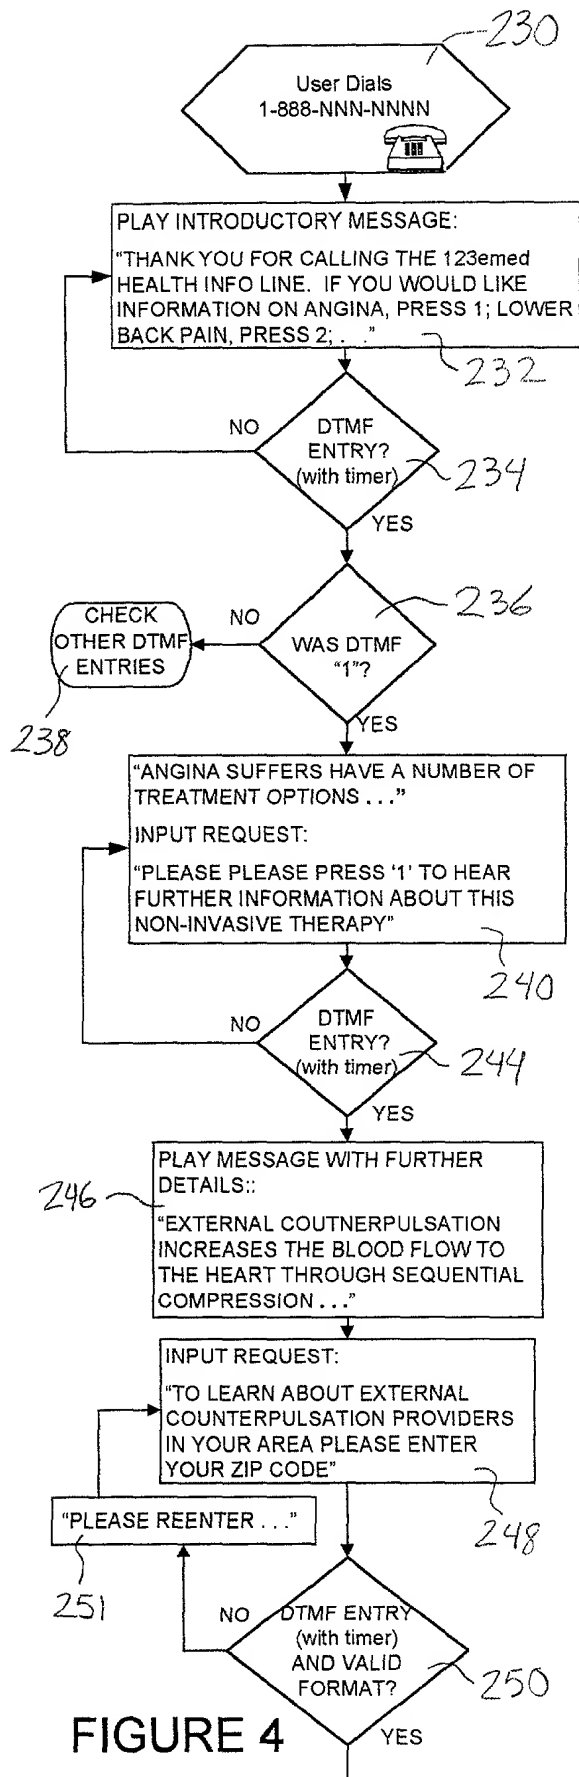 230
User Dials
1-888-NNN-NNNN
PLAY INTRODUCTORY MESSAGE:
"THANK YOU FOR CALLING THE 123emed
HEALTH INFO LINE. IF YOU WOULD LIKE
INFORMATION ON ANGINA, PRESS 1; LOWER
BACK PAIN, PRESS 2; . . ."
232
NO
DTMF
ENTRY?
(with timer)
234
YES
236
CHECK
OTHER DTMF
ENTRIES
NO
WAS DTMF
"1"?
238
YES
"ANGINA SUFFERS HAVE A NUMBER OF
TREATMENT OPTIONS . . ."
INPUT REQUEST:
"PLEASE PLEASE PRESS '1' TO HEAR
FURTHER INFORMATION ABOUT THIS
NON-INVASIVE THERAPY"
240
NO
DTMF
ENTRY?
(with timer)
244
YES
PLAY MESSAGE WITH FURTHER
DETAILS::
246
"EXTERNAL COUTNERPULSATION
INCREASES THE BLOOD FLOW TO
THE HEART THROUGH SEQUENTIAL
COMPRESSION . . ."
INPUT REQUEST:
"TO LEARN ABOUT EXTERNAL
COUNTERPULSATION PROVIDERS
IN YOUR AREA PLEASE ENTER
YOUR ZIP CODE"
248
"PLEASE REENTER . . ."
251
NO
DTMF ENTRY
(with timer)
AND VALID
FORMAT?
250
YES
FIGURE 4